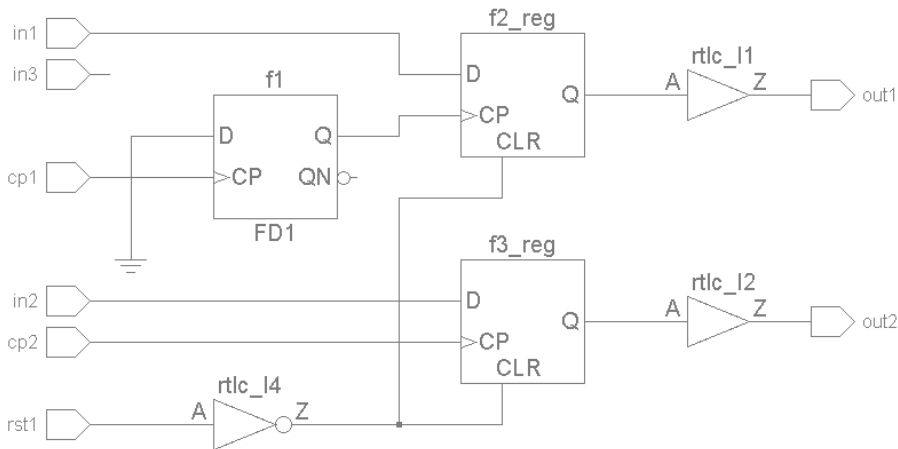 f2_reg
in1
D
Q
CP
CLR
rtlc_I1
A
Z
out1
in3
f1
D
Q
CP
QN
FD1
cp1
f3_reg
in2
D
Q
cp2
CP
CLR
rtlc_I2
A
Z
out2
rtlc_I4
rst1
A
Z